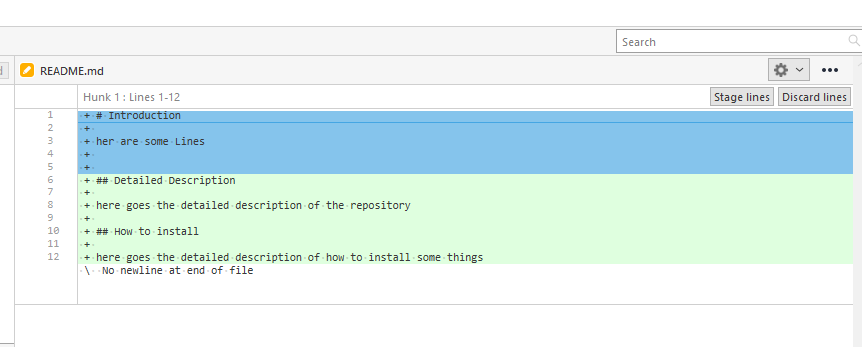 Search
README.md
Hunk 1 : Lines 1-12
Stage lines Discard lines
1 + # Introduction
2 +
3 + her are some Lines
4 +
5 +
6 + ## Detailed Description
7 +
8 + here goes the detailed description of the repository
9 +
10 + ## How to install
11 +
12 + here goes the detailed description of how to install some things
\ No newline at end of file